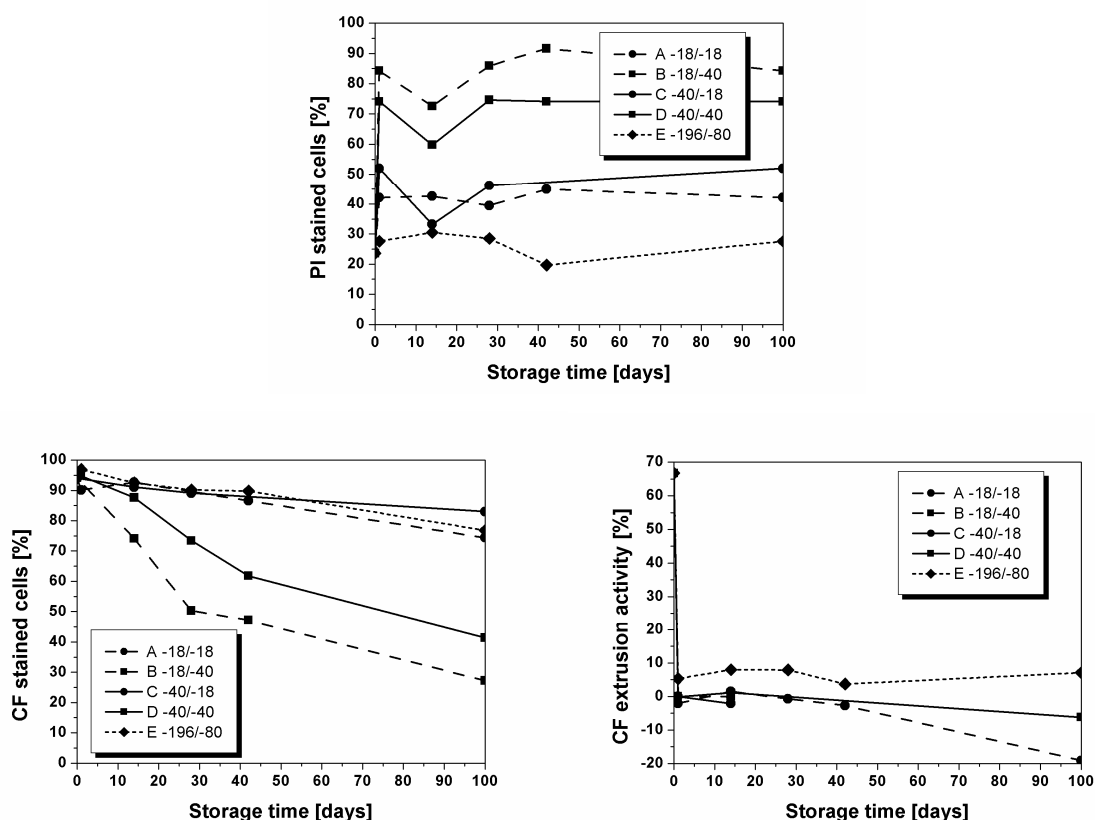 100
90
80
70
60
50
40
30
20
10
0
PI stained cells [%]
A -18/-18
B -18/-40
C -40/-18
D -40/-40
E -196/-80
0 10 20 30 40 50 60 70 80 90 100
Storage time [days]
100
90
80
70
60
50
40
30
20
10
0
CF stained cells [%]
A -18/-18
B -18/-40
C -40/-18
D -40/-40
E -196/-80
0 10 20 30 40 50 60 70 80 90 100
Storage time [days]
70
60
50
40
30
20
10
0
-10
-20
CF extrusion activity [%]
A -18/-18
B -18/-40
C -40/-18
D -40/-40
E -196/-80
0 10 20 30 40 50 60 70 80 90 100
Storage time [days]